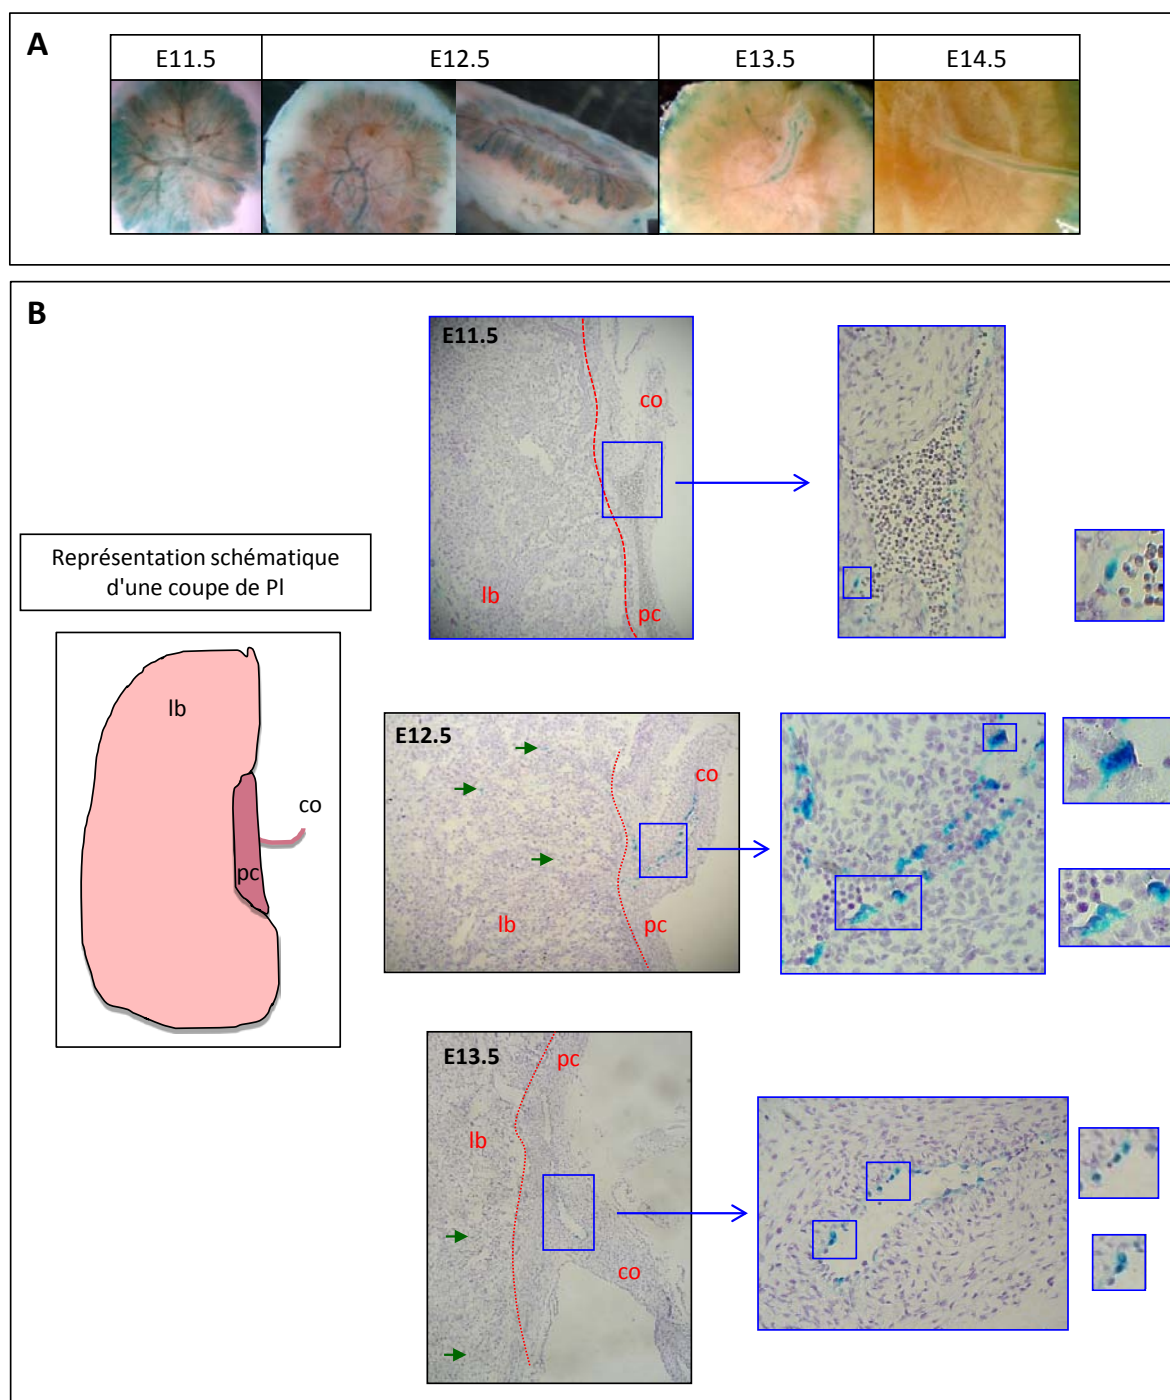 A
E11.5
E12.5
E13.5
E14.5
B
Représentation schématique
d'une coupe de Pl
lb
pc
co
E11.5
co
lb
pc
E12.5
co
lb
pc
E13.5
pc
lb
co